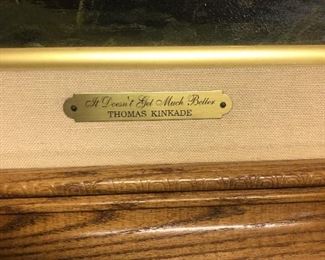 It Doesn't Get Much Better
THOMAS KINKADE